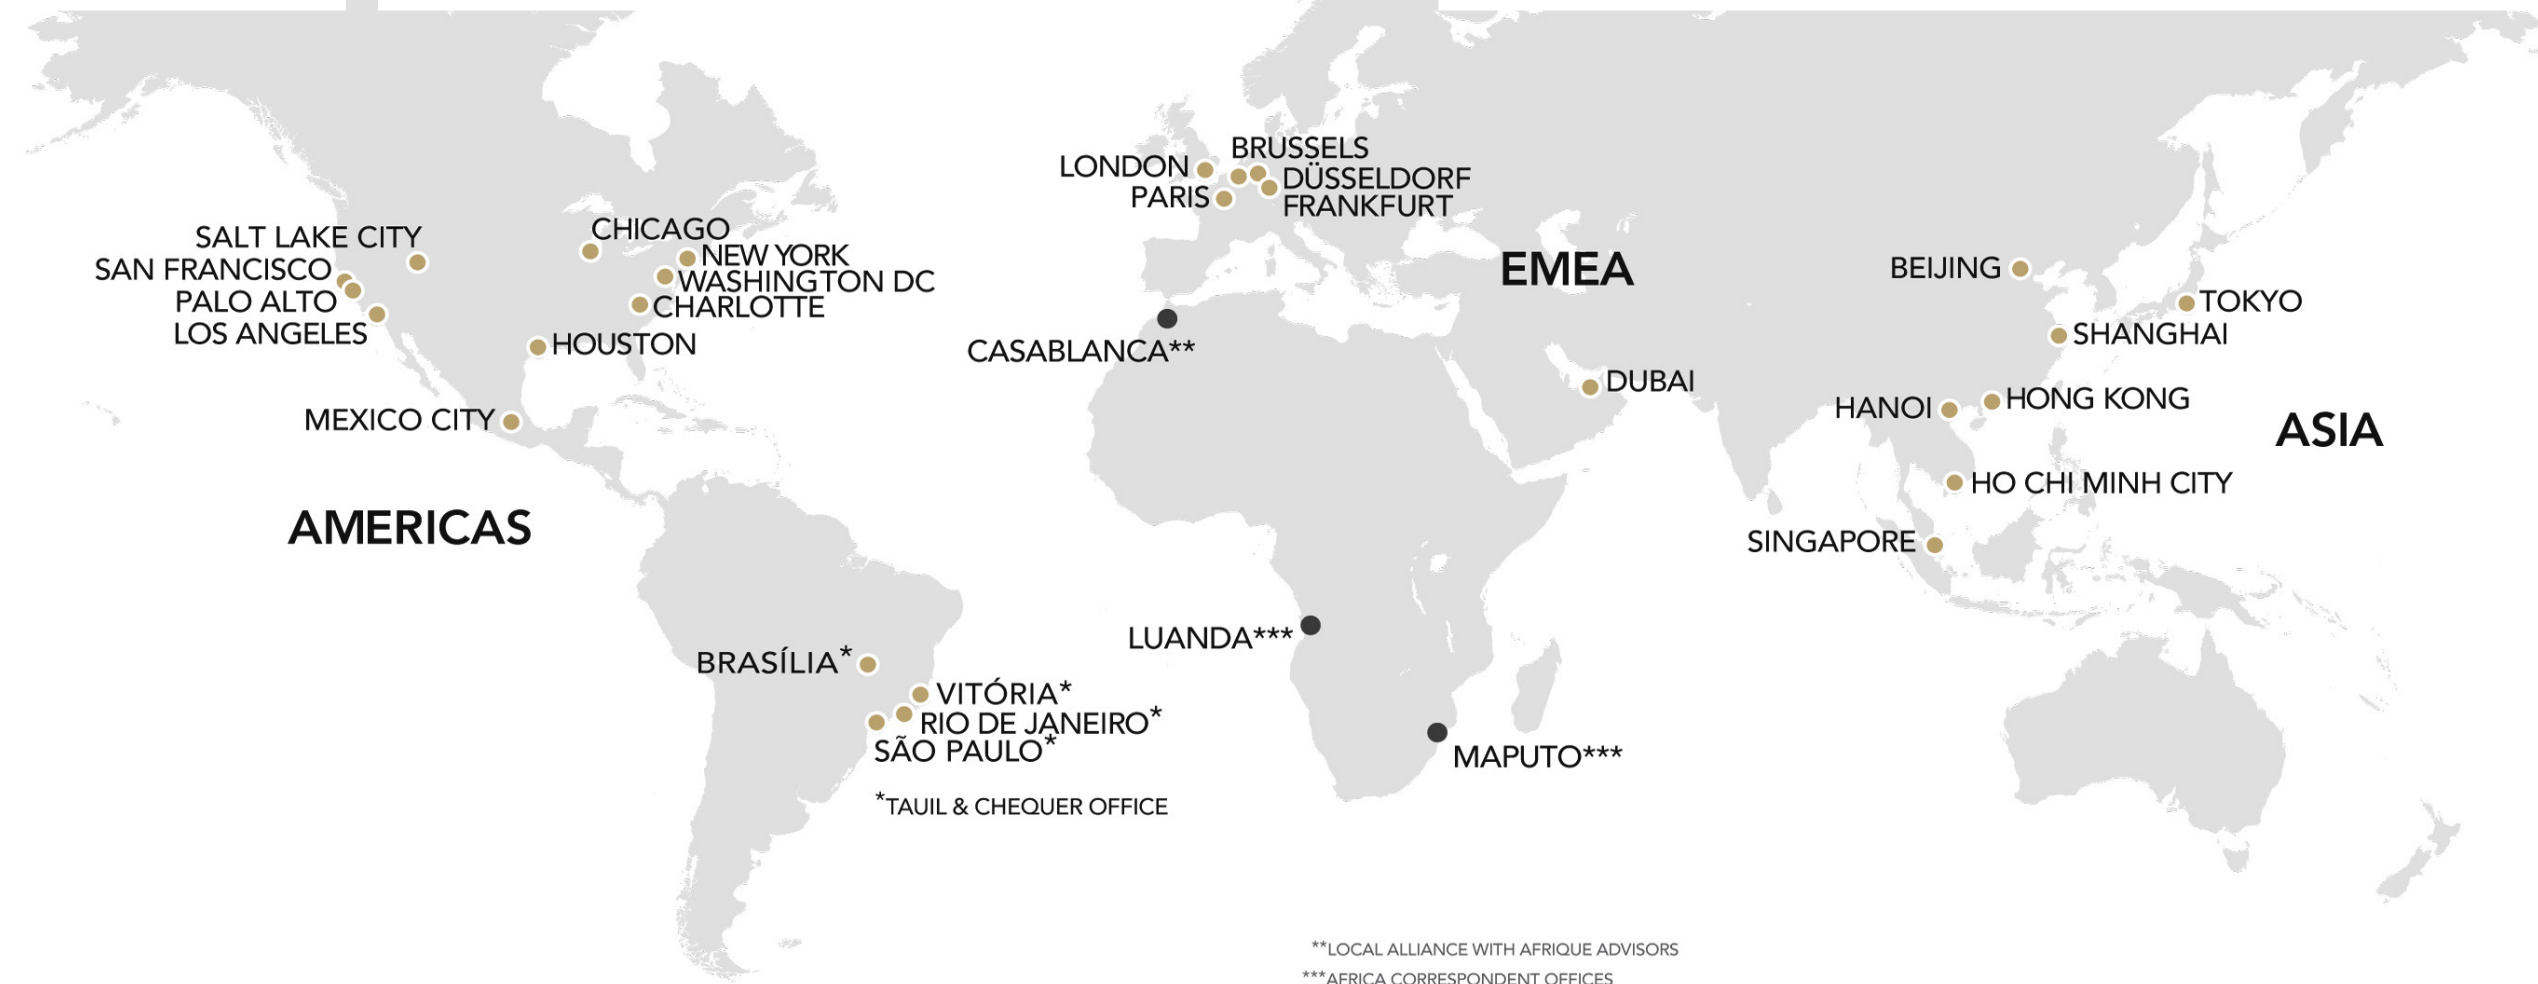 SALT LAKE CITY
SAN FRANCISCO
PALO ALTO
LOS ANGELES
CHICAGO
NEW YORK
WASHINGTON DC
CHARLOTTE
HOUSTON
MEXICO CITY
AMERICAS
BRASÍLIA*
VITÓRIA*
RIO DE JANEIRO*
SÃO PAULO*
*TAUIL & CHEQUER OFFICE
BRUSSELS
LONDON
DÜSSELDORF
PARIS
FRANKFURT
EMEA
CASABLANCA**
DUBAI
LUANDA***
MAPUTO***
BEIJING
TOKYO
SHANGHAI
HONG KONG
HANOI
ASIA
HO CHI MINH CITY
SINGAPORE
**LOCAL ALLIANCE WITH AFRIQUE ADVISORS
***AFRICA CORRESPONDENT OFFICES